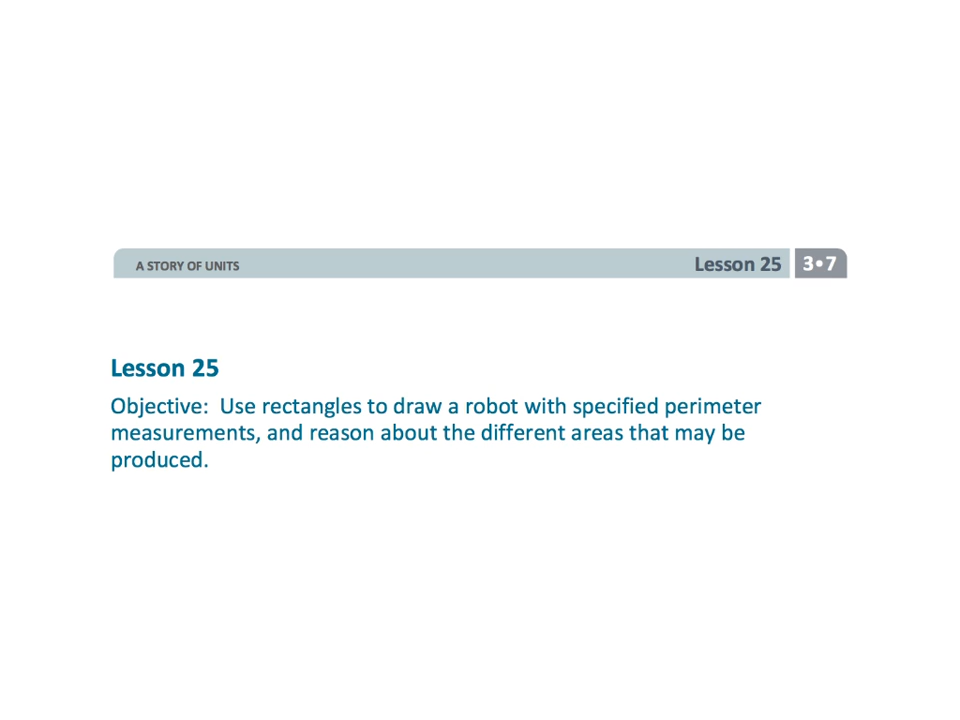 A STORY OF UNITS
Lesson 25
3•7
Lesson 25
Objective:  Use rectangles to draw a robot with specified perimeter
measurements, and reason about the different areas that may be
produced.